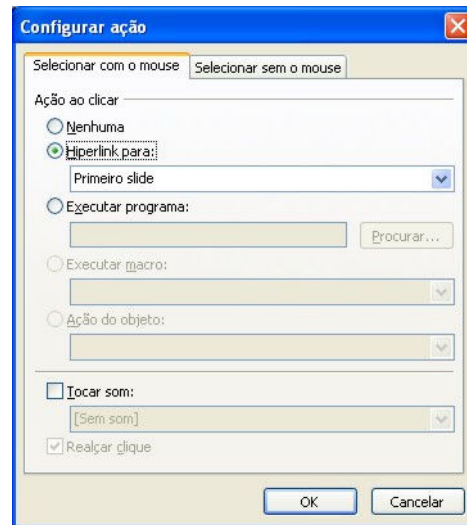 Configurar ação
Selecionar com o mouse
Selecionar sem o mouse
Ação ao clicar
Nenhuma
Hiperlink para:
Primeiro slide
Executar programa:
Procurar...
Executar macro:
Ação do objeto:
Tocar som:
[Sem som]
Realçar clique
OK
Cancelar